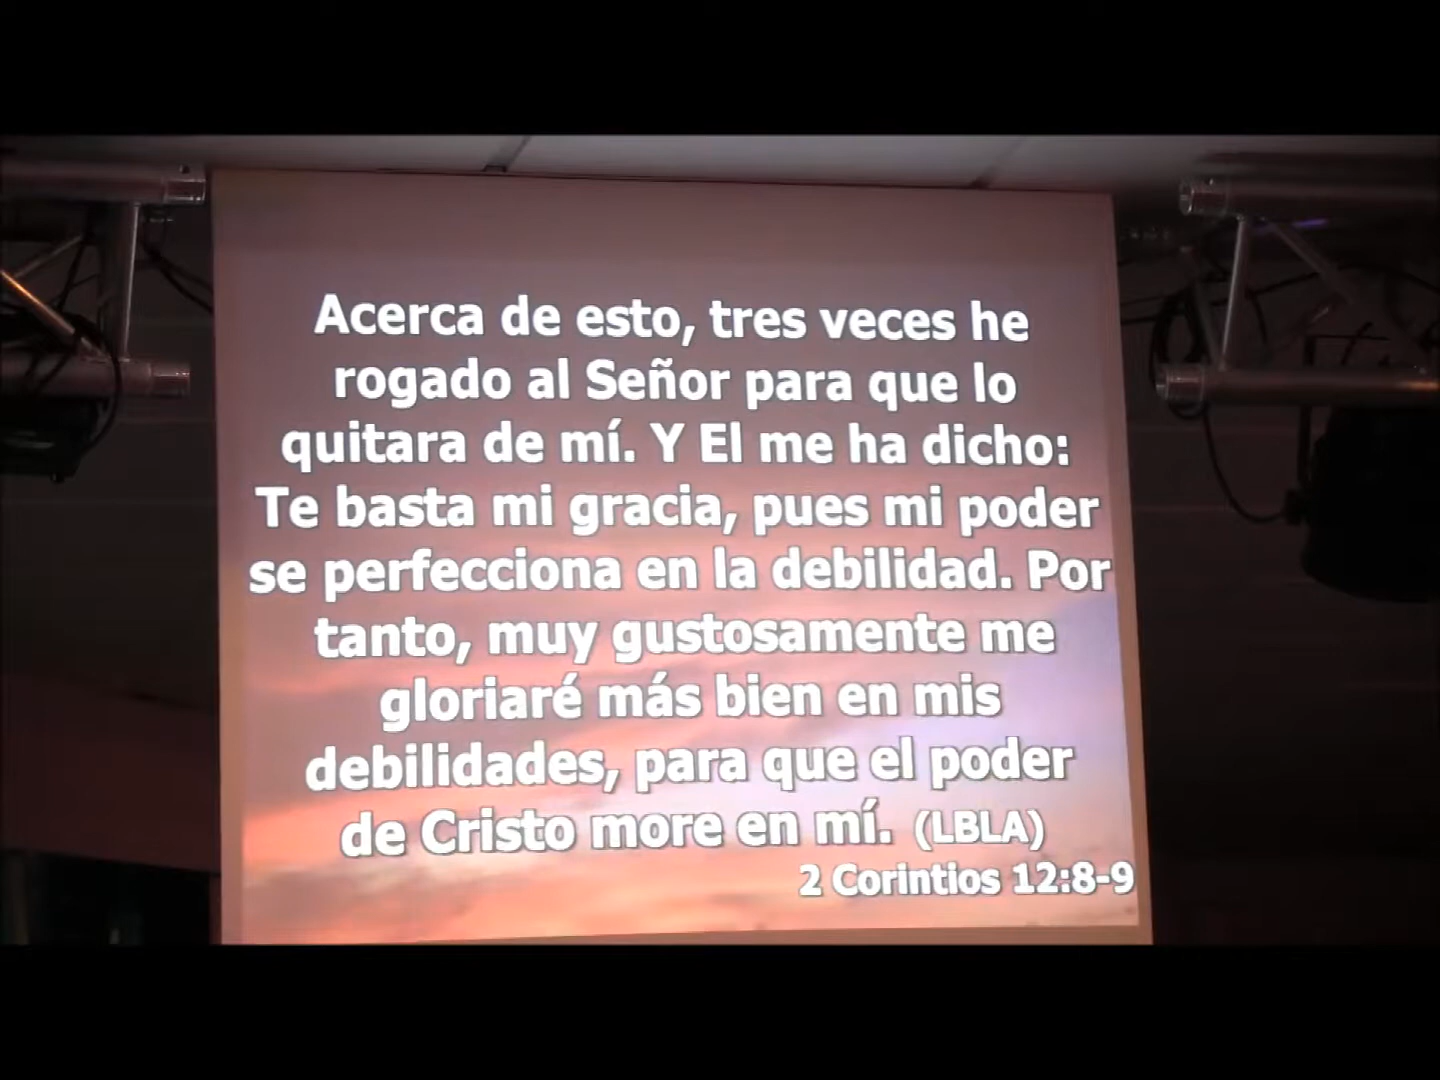 Acerca de esto, tres veces he
rogado al Señor para que lo
quitara de mí. Y El me ha dicho:
Te basta mi gracia, pues mi poder
se perfecciona en la debilidad. Por
tanto, muy gustosamente me
gloriaré más bien en mis
debilidades, para que el poder
de Cristo more en mí. (LBLA)
2 Corintios 12:8-9